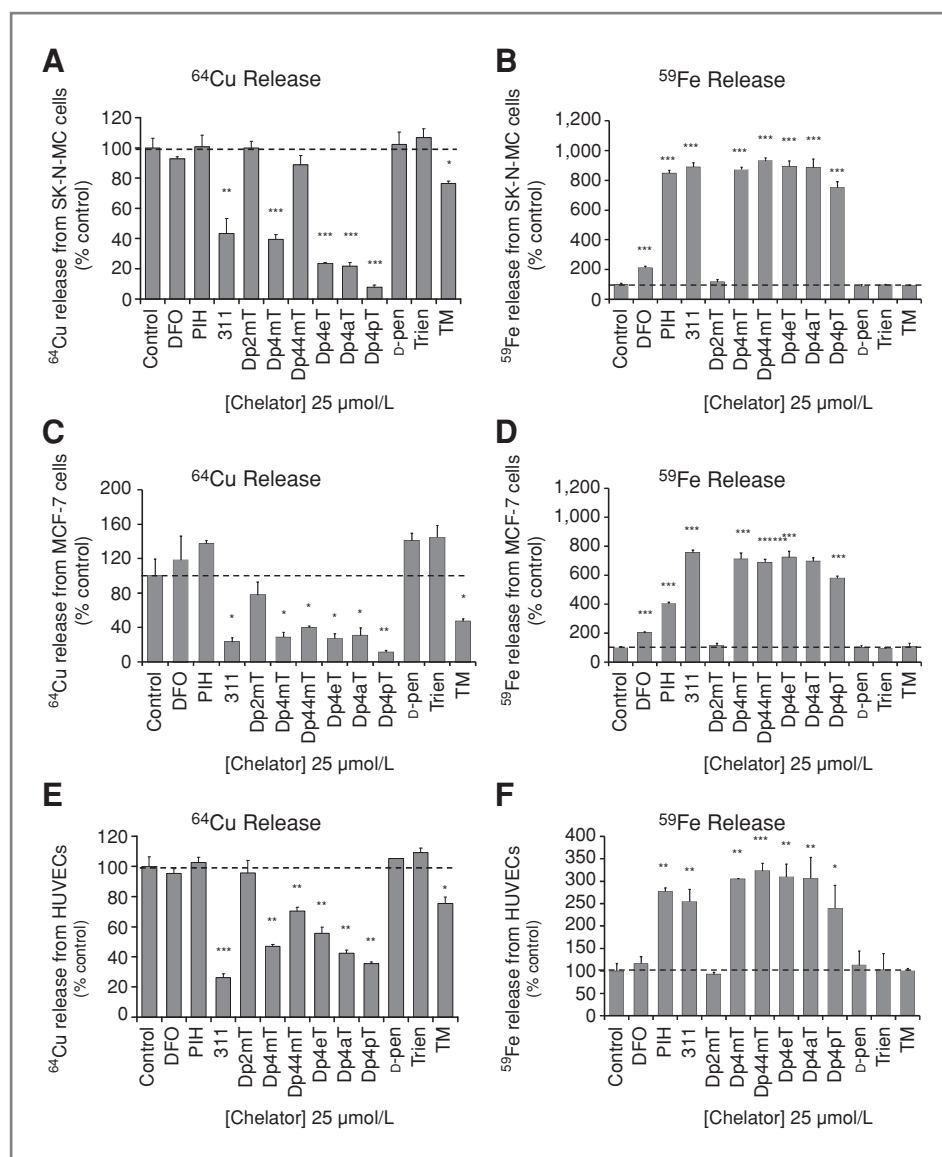 A
64Cu Release
64Cu release from SK-N-MC cells
(% control)
120
100
80
60
40
20
0
** *** *** *** *** *
Control DFO PIH 311 Dp2mT Dp4mT Dp44mT Dp4eT Dp4aT Dp4pT D-pen Trien TM
[Chelator] 25 µmol/L
B
59Fe Release
59Fe release from SK-N-MC cells
(% control)
1,200
1,000
800
600
400
200
0
*** *** *** *** *** *** *** ***
Control DFO PIH 311 Dp2mT Dp4mT Dp44mT Dp4eT Dp4aT Dp4pT D-pen Trien TM
[Chelator] 25 µmol/L
C
64Cu Release
64Cu release from MCF-7 cells
(% control)
200
160
120
80
40
0
* * * * * ** *
Control DFO PIH 311 Dp2mT Dp4mT Dp44mT Dp4eT Dp4aT Dp4pT D-pen Trien TM
[Chelator] 25 µmol/L
D
59Fe Release
59Fe release from MCF-7 cells
(% control)
1,200
1,000
800
600
400
200
0
*** *** *** *** ****** *** ***
Control DFO PIH 311 Dp2mT Dp4mT Dp44mT Dp4eT Dp4aT Dp4pT D-pen Trien TM
[Chelator] 25 µmol/L
E
64Cu Release
64Cu release from HUVECs
(% control)
120
100
80
60
40
20
0
*** ** ** ** ** ** *
Control DFO PIH 311 Dp2mT Dp4mT Dp44mT Dp4eT Dp4aT Dp4pT D-pen Trien TM
[Chelator] 25 µmol/L
F
59Fe Release
59Fe release from HUVECs
(% control)
400
350
300
250
200
150
100
50
0
** ** ** *** ** ** *
Control DFO PIH 311 Dp2mT Dp4mT Dp44mT Dp4eT Dp4aT Dp4pT D-pen Trien TM
[Chelator] 25 µmol/L